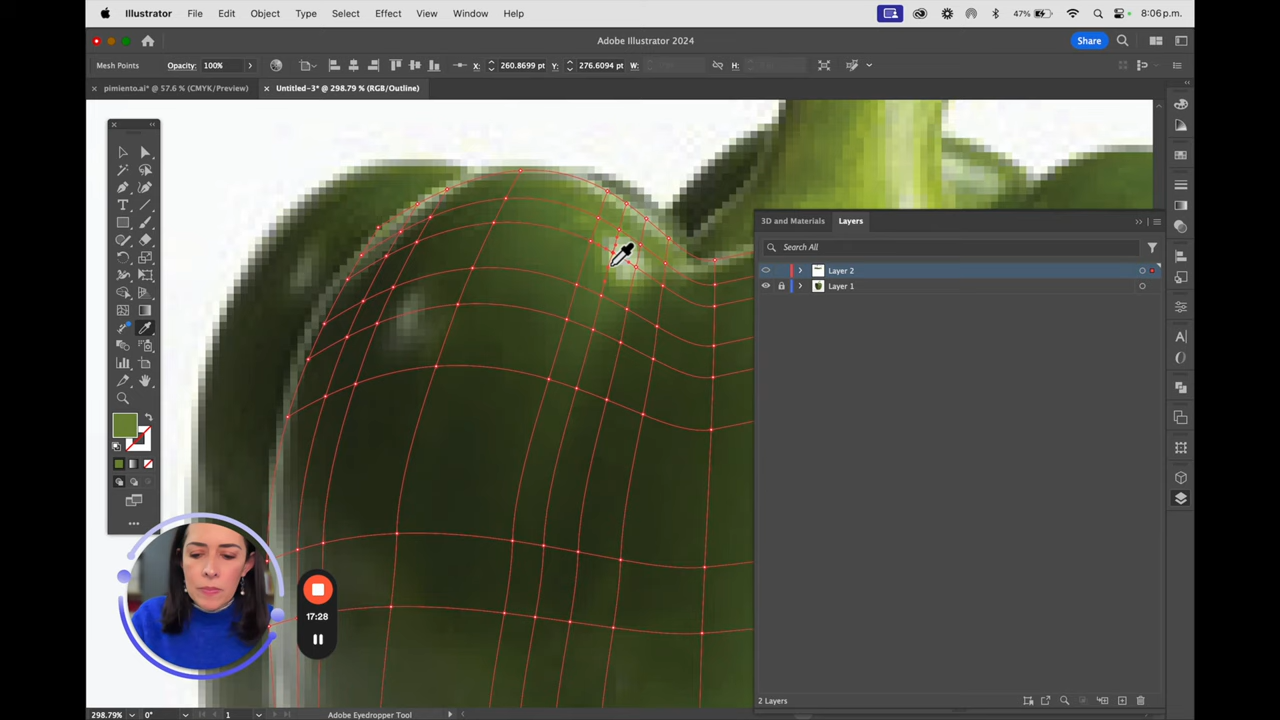 Illustrator File Edit Object Type Select Effect View Window Help 47% 8:06 p.m.
Adobe Illustrator 2024
Share
Mesh Points Opacity: 100% X: 260.8699 pt Y: 276.6094 pt W: H:
pimiento.ai* @ 57.6 % (CMYK/Preview) Untitled-3* @ 298.79 % (RGB/Outline)
3D and Materials Layers
Search All
Layer 2
Layer 1
17:28
2 Layers
298.79% 0° 1 Adobe Eyedropper Tool